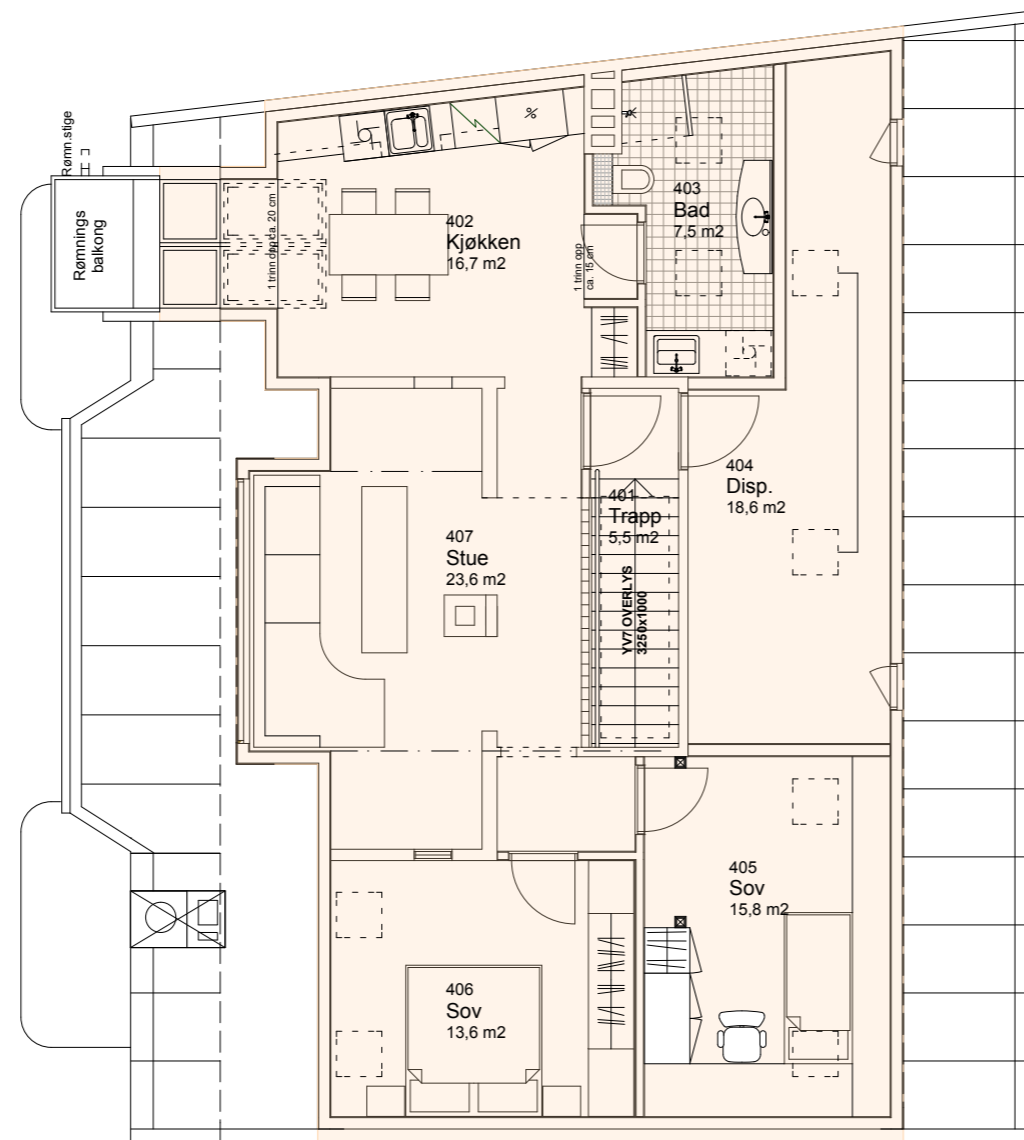 Rømn.stige
Rømnings
balkong
1 trinn opp ca. 20 cm
402
Kjøkken
16,7 m2
%
1 trinn opp
ca. 15 cm
403
Bad
7,5 m2
404
Disp.
18,6 m2
401
Trapp
5,5 m2
YV7 OVERLYS
3250x1000
407
Stue
23,6 m2
405
Sov
15,8 m2
406
Sov
13,6 m2